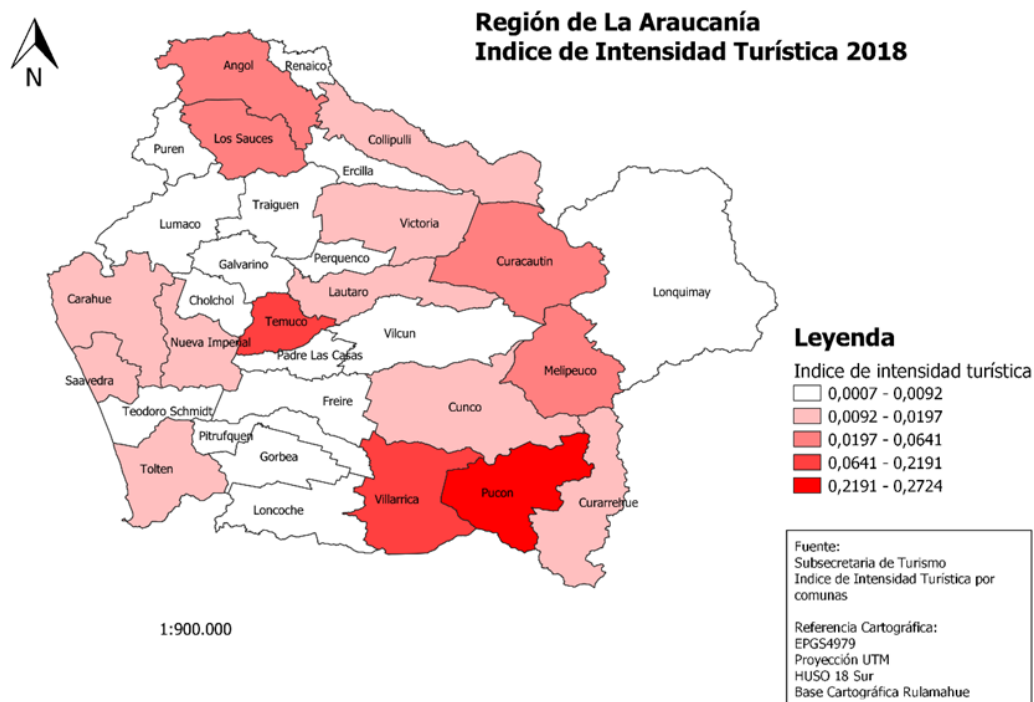 Región de La Araucanía
Indice de Intensidad Turística 2018
N
Angol
Renaico
Collipulli
Los Sauces
Puren
Ercilla
Traiguen
Lumaco
Victoria
Galvarino
Perquenco
Curacautin
Carahue
Cholchol
Lautaro
Lonquimay
Temuco
Vilcun
Nueva Imperial
Padre Las Casas
Saavedra
Melipeuco
Teodoro Schmidt
Freire
Cunco
Pitrufquen
Gorbea
Tolten
Villarrica
Pucon
Curarrehue
Loncoche
Leyenda
Indice de intensidad turística
0,0007 - 0,0092
0,0092 - 0,0197
0,0197 - 0,0641
0,0641 - 0,2191
0,2191 - 0,2724
1:900.000
Fuente:
Subsecretaria de Turismo
Indice de Intensidad Turística por
comunas
Referencia Cartográfica:
EPGS4979
Proyección UTM
HUSO 18 Sur
Base Cartográfica Rulamahue